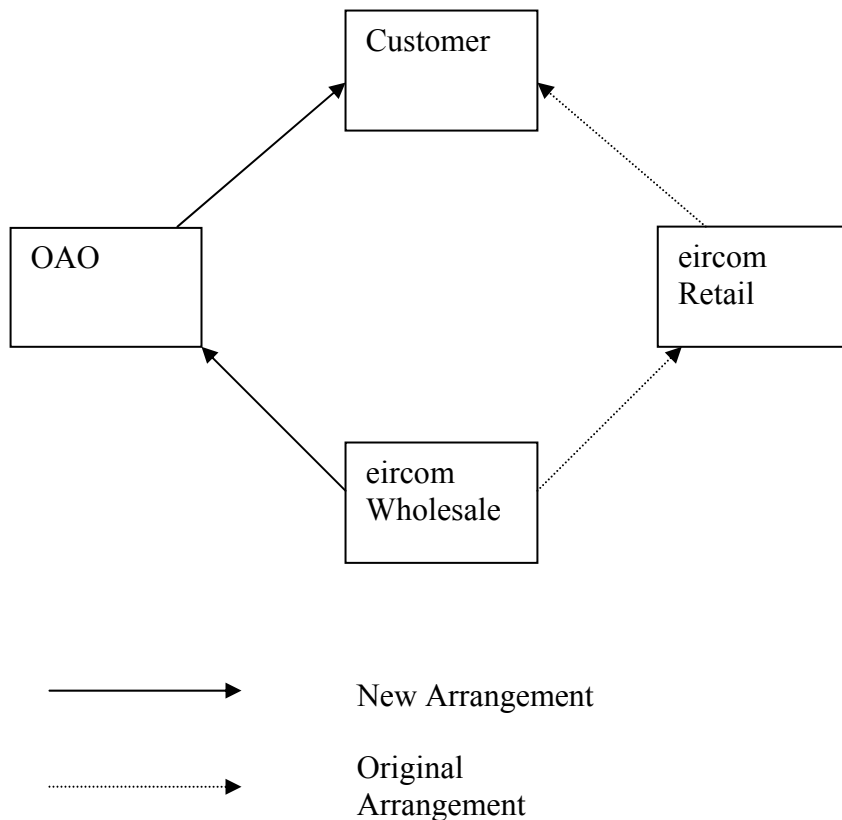 Customer
OAO
eircom
Retail
eircom
Wholesale
New Arrangement
Original
Arrangement